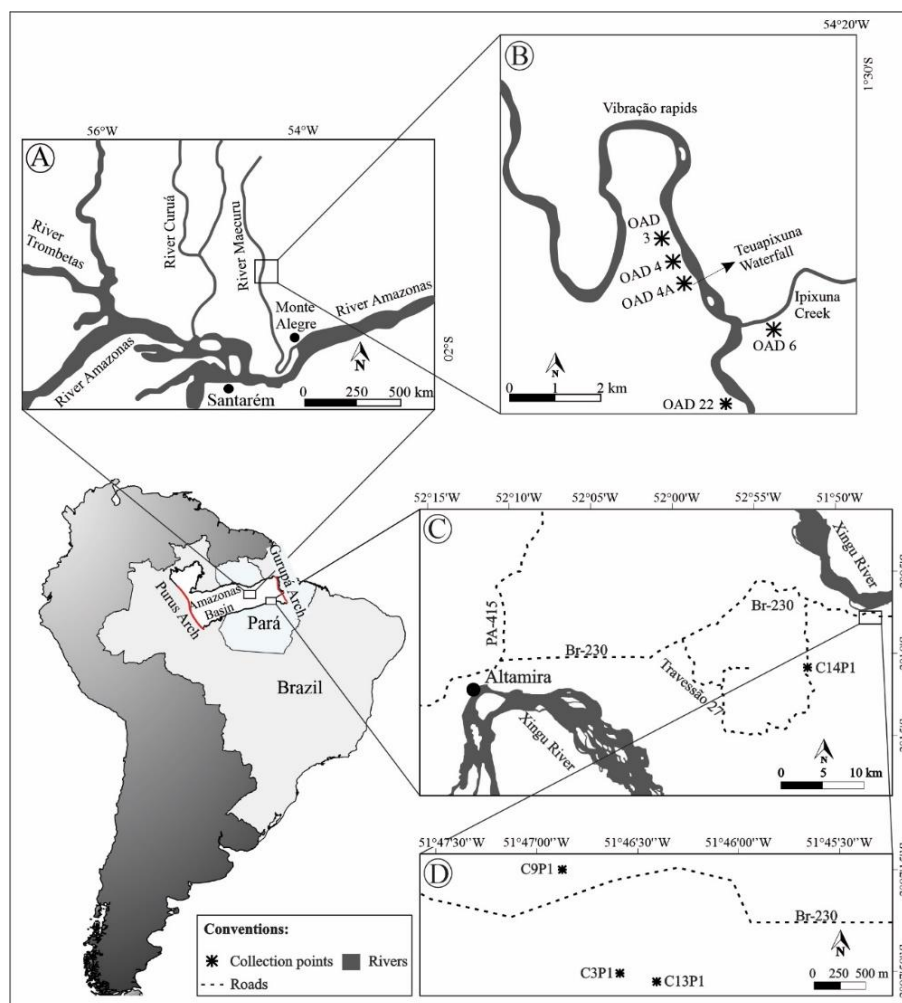 54°20'W
B
1°30'S
Vibração rapids
56°W
54°W
A
River Trombetas
River Curuá
River Maecuru
Monte
Alegre
River Amazonas
River Amazonas
02°S
N
Santarém
0 250 500 km
OAD
3
OAD 4
OAD 4A
Teuapixuna
Waterfall
Ipixuna
Creek
OAD 6
N
0 1 2 km
OAD 22
52°15'W
52°10'W
52°05'W
52°00'W
52°55'W
51°50'W
C
Xingu River
PA-415
Br-230
Br-230
Travessão 27
C14P1
Altamira
Xingu River
N
0 5 10 km
Purus Arch
Amazonas
Basin
Gurupá Arch
Pará
Brazil
51°47'30"W
51°47'00"W
51°46'30"W
51°46'00"W
51°45'30"W
D
C9P1
Br-230
C3P1
C13P1
N
0 250 500 m
Conventions:
Collection points
Rivers
Roads